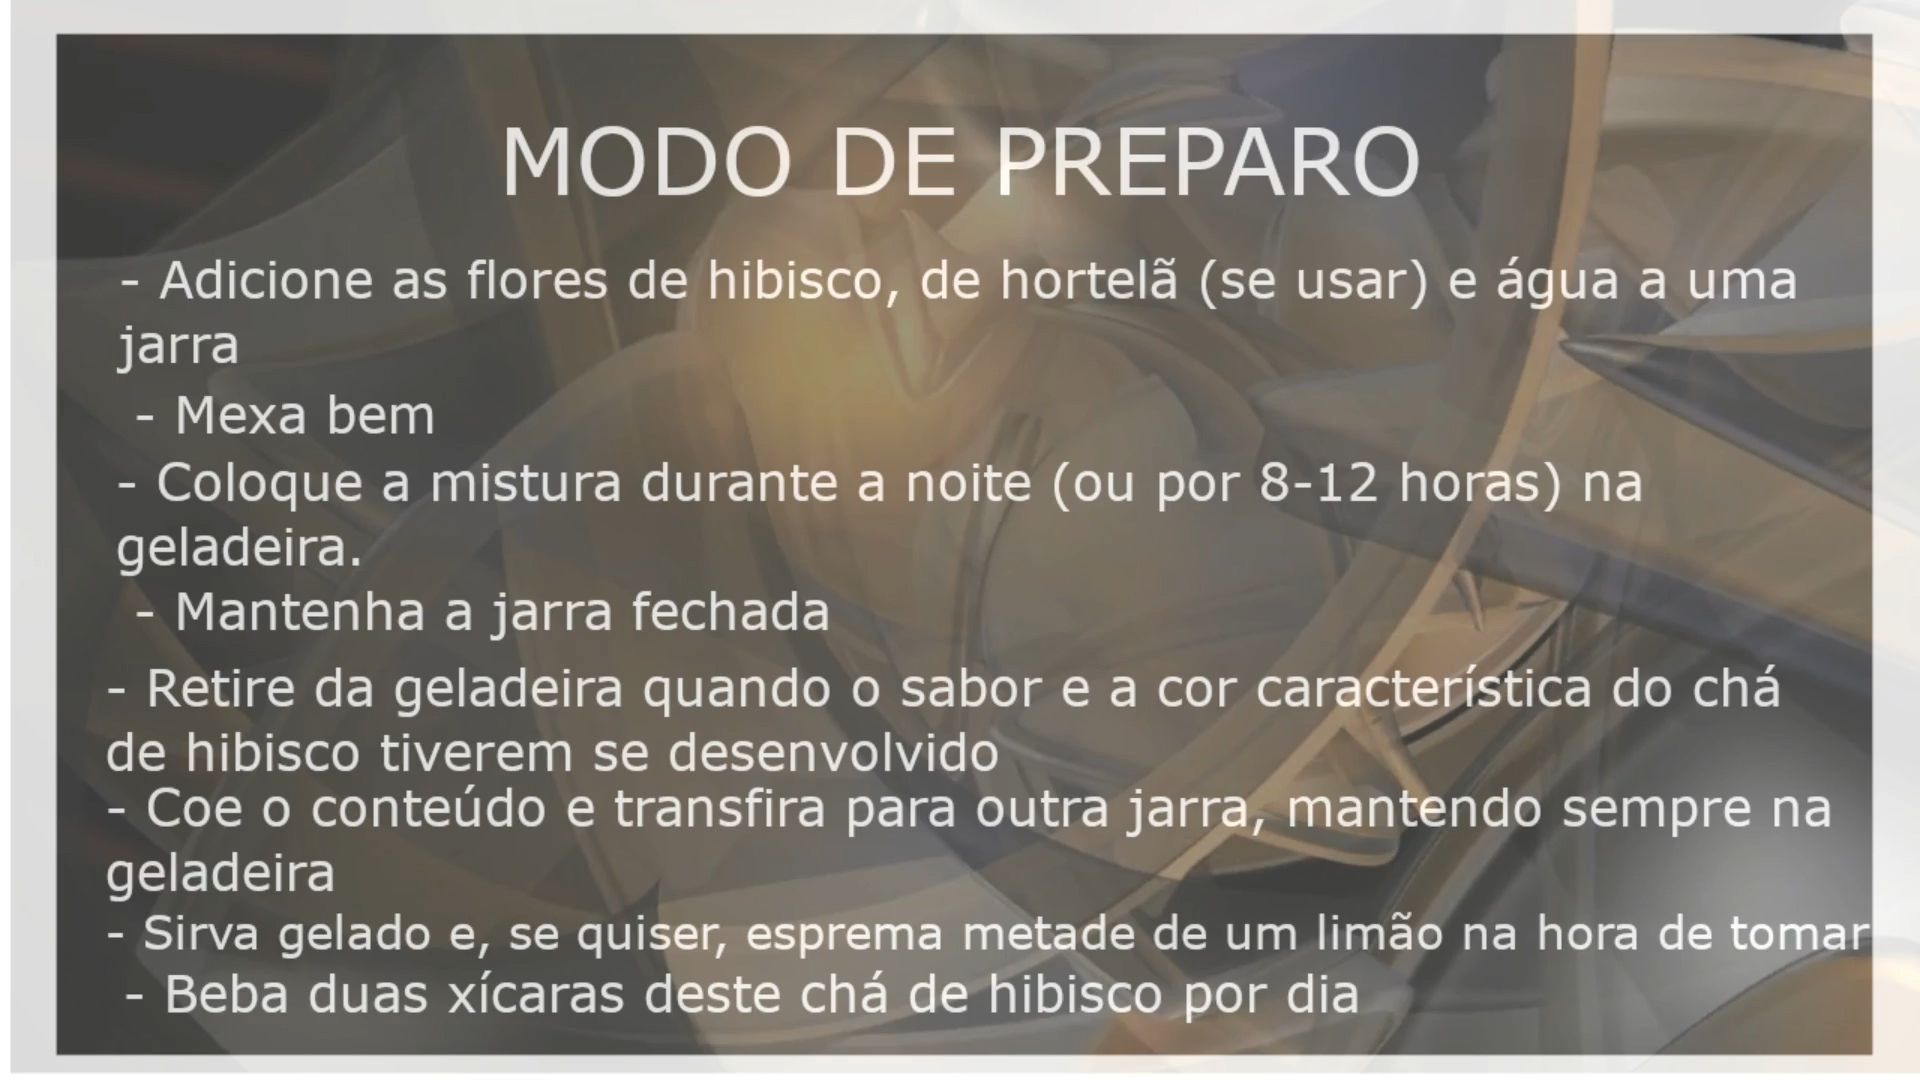 MODO DE PREPARO
- Adicione as flores de hibisco, de hortelã (se usar) e água a uma
jarra
- Mexa bem
- Coloque a mistura durante a noite (ou por 8-12 horas) na
geladeira.
- Mantenha a jarra fechada
- Retire da geladeira quando o sabor e a cor característica do chá
de hibisco tiverem se desenvolvido
- Coe o conteúdo e transfira para outra jarra, mantendo sempre na
geladeira
- Sirva gelado e, se quiser, esprema metade de um limão na hora de tomar
- Beba duas xícaras deste chá de hibisco por dia